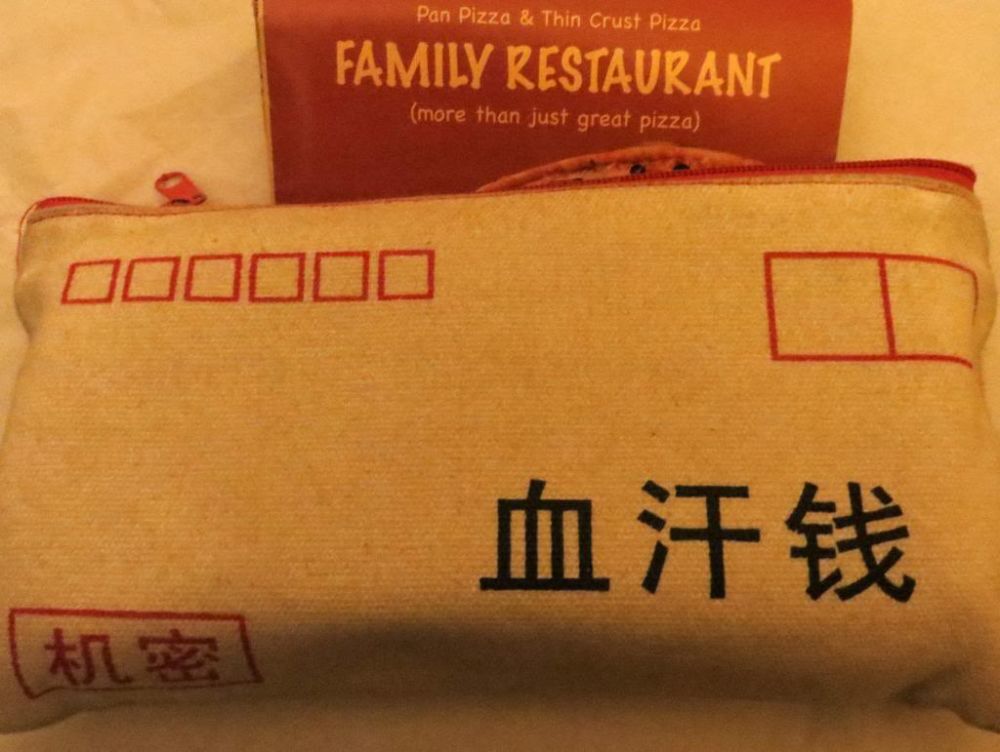 Pan Pizza & Thin Crust Pizza
FAMILY RESTAURANT
(more than just great pizza)
血汗钱
机密